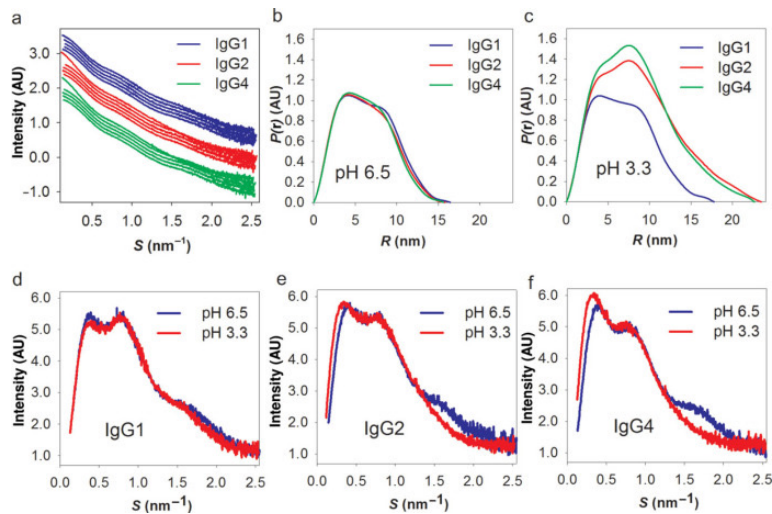 a
Intensity (AU)
3.0
2.0
1.0
0.0
−1.0
IgG1
IgG2
IgG4
0.5 1.0 1.5 2.0 2.5
S (nm⁻¹)
b
P(r) (AU)
1.6
1.4
1.2
1.0
0.8
0.6
0.4
0.2
0.0
IgG1
IgG2
IgG4
pH 6.5
0 5 10 15 20
R (nm)
c
P(r) (AU)
1.6
1.4
1.2
1.0
0.8
0.6
0.4
0.2
0.0
IgG1
IgG2
IgG4
pH 3.3
0 5 10 15 20
R (nm)
d
Intensity (AU)
6.0
5.0
4.0
3.0
2.0
1.0
pH 6.5
pH 3.3
IgG1
0.0 0.5 1.0 1.5 2.0 2.5
S (nm⁻¹)
e
Intensity (AU)
6.0
5.0
4.0
3.0
2.0
1.0
pH 6.5
pH 3.3
IgG2
0.0 0.5 1.0 1.5 2.0 2.5
S (nm⁻¹)
f
Intensity (AU)
6.0
5.0
4.0
3.0
2.0
1.0
pH 6.5
pH 3.3
IgG4
0.0 0.5 1.0 1.5 2.0 2.5
S (nm⁻¹)